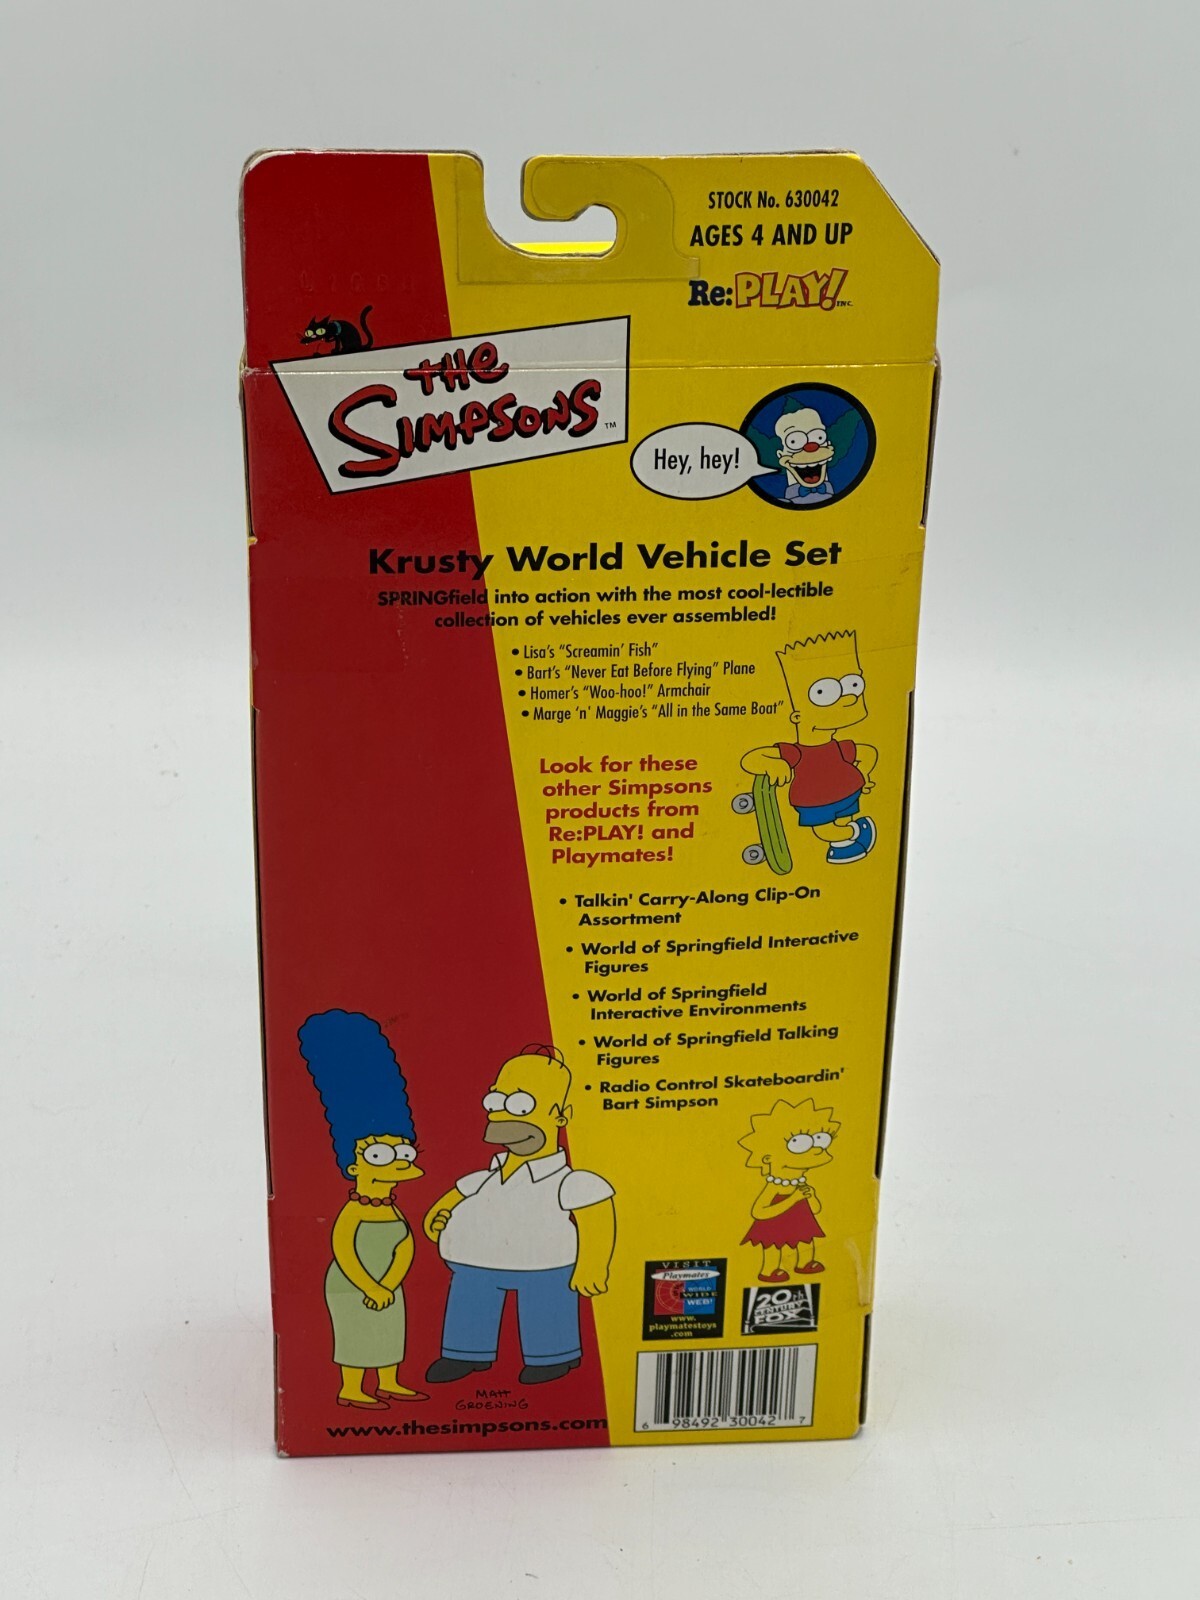 STOCK No. 630042
AGES 4 AND UP
Re:PLAY! INC.
THE
SIMPSONS ™
Hey, hey!
Krusty World Vehicle Set
SPRINGfield into action with the most cool-lectible
collection of vehicles ever assembled!
• Lisa's "Screamin' Fish"
• Bart's "Never Eat Before Flying" Plane
• Homer's "Woo-hoo!" Armchair
• Marge 'n' Maggie's "All in the Same Boat"
Look for these
other Simpsons
products from
Re:PLAY! and
Playmates!
• Talkin' Carry-Along Clip-On
Assortment
• World of Springfield Interactive
Figures
• World of Springfield
Interactive Environments
• World of Springfield Talking
Figures
• Radio Control Skateboardin'
Bart Simpson
VISIT
Playmates
WORLD
WIDE
WEB!
www.
playmatestoys
.com
20th
CENTURY
FOX
MATT
GROENING
www.thesimpsons.com
6 98492 30042 7